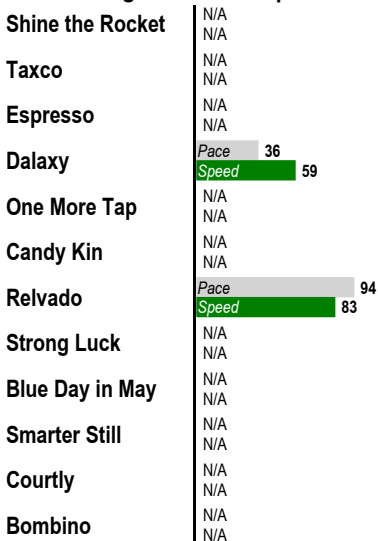 Shine the Rocket
N/A
N/A
Taxco
N/A
N/A
Espresso
N/A
N/A
Dalaxy
Pace 36
Speed 59
One More Tap
N/A
N/A
Candy Kin
N/A
N/A
Relvado
Pace 94
Speed 83
Strong Luck
N/A
N/A
Blue Day in May
N/A
N/A
Smarter Still
N/A
N/A
Courtly
N/A
N/A
Bombino
N/A
N/A